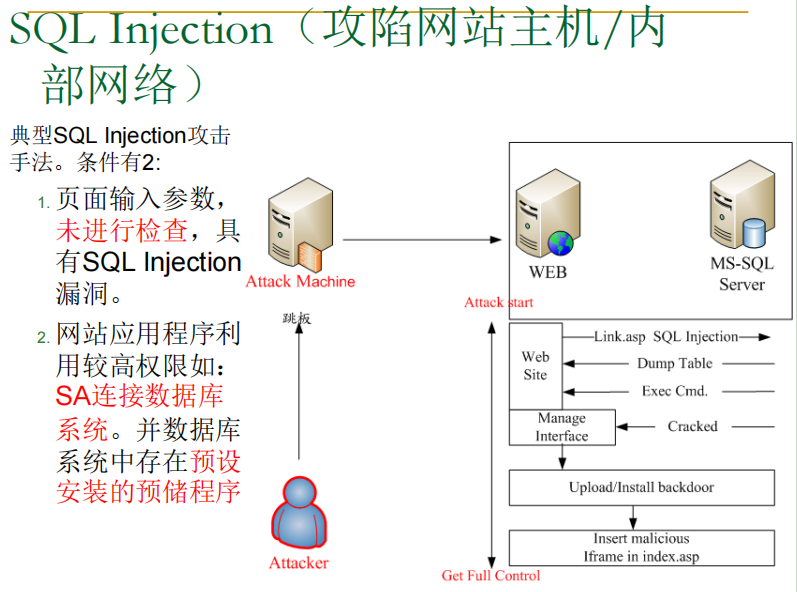 SQL Injection（攻陷网站主机/内
部网络）
典型SQL Injection攻击
手法。条件有2:
1. 页面输入参数，
未进行检查，具
有SQL Injection
漏洞。
2. 网站应用程序利
用较高权限如：
SA连接数据库
系统。并数据库
系统中存在预设
安装的预储程序
Attack Machine
跳板
Attacker
WEB
MS-SQL
Server
Attack start
Web
Site
Link.asp SQL Injection
Dump Table
Exec Cmd.
Manage
Interface
Cracked
Upload/Install backdoor
Insert malicious
Iframe in index.asp
Get Full Control